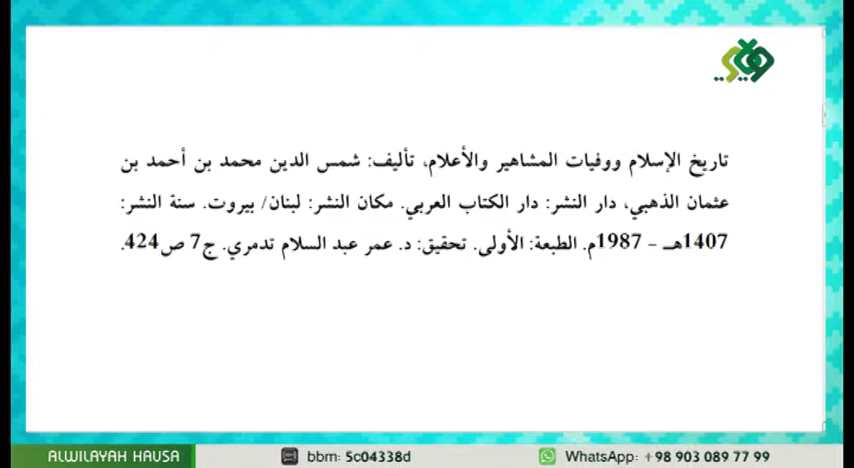 تاريخ الإسلام ووفيات المشاهير والأعلام، تأليف: شمس الدين محمد بن أحمد بن
عثمان الذهبي، دار النشر: دار الكتاب العربي. مكان النشر: لبنان/ بيروت. سنة النشر:
1407هـ - 1987م. الطبعة: الأولى. تحقيق: د. عمر عبد السلام تدمري. ج7 ص424.
ALWILAYAH HAUSA bbm: 5c04338d WhatsApp: +98 903 089 77 99